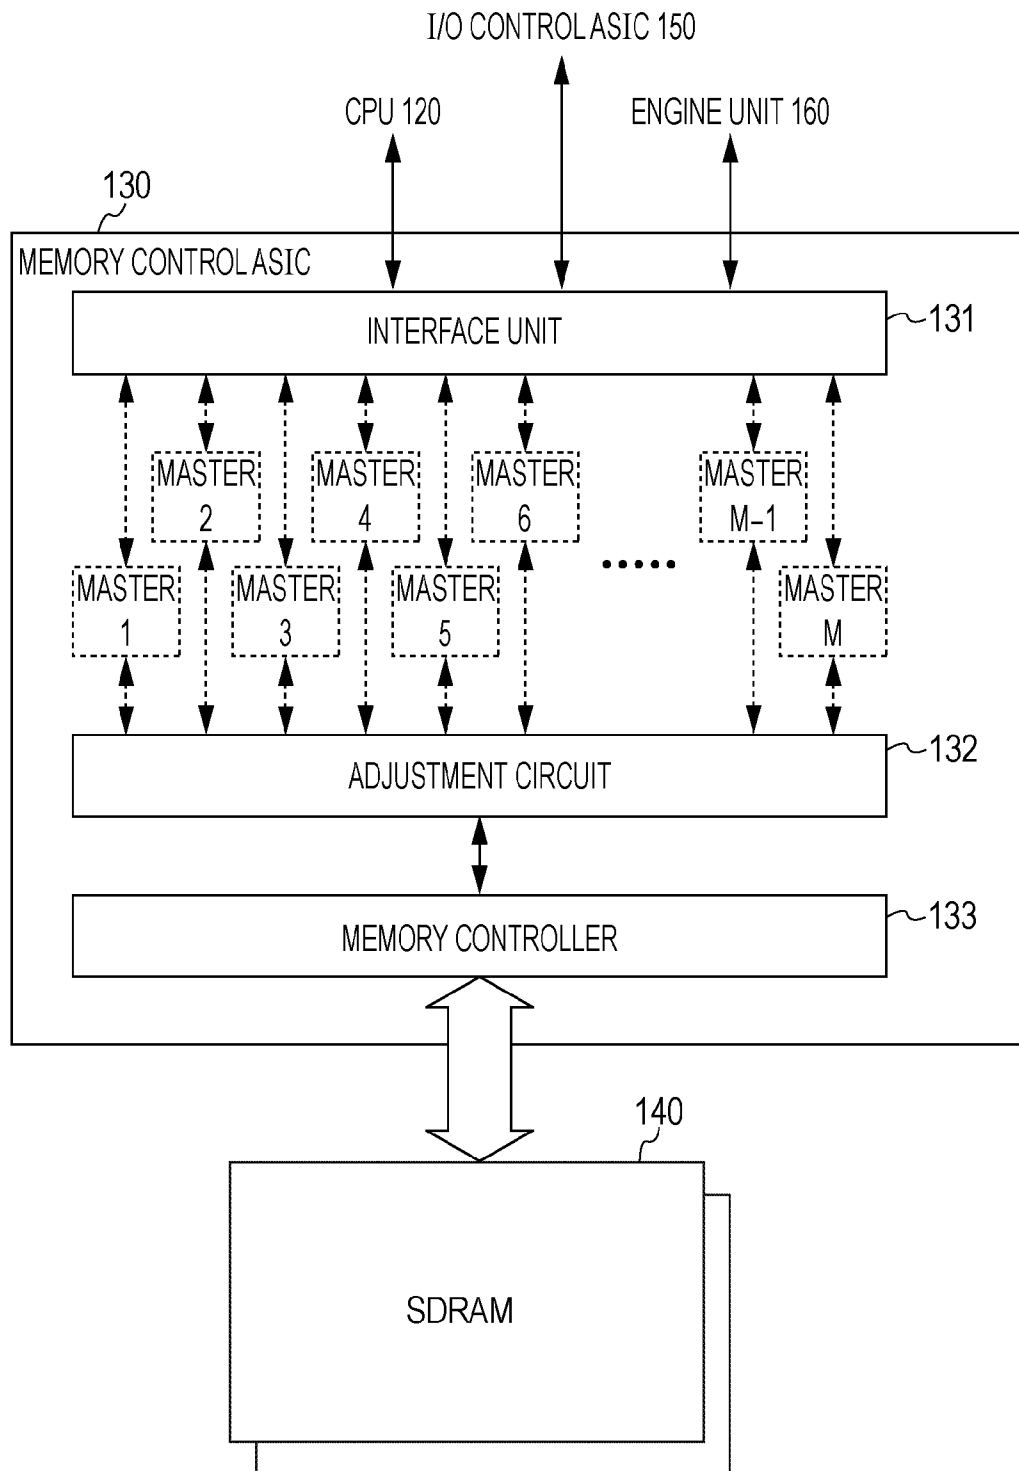 I/O CONTROL ASIC 150
CPU 120
ENGINE UNIT 160
130
MEMORY CONTROL ASIC
INTERFACE UNIT
131
MASTER
2
MASTER
4
MASTER
6
MASTER
M–1
MASTER
1
MASTER
3
MASTER
5
MASTER
M
ADJUSTMENT CIRCUIT
132
MEMORY CONTROLLER
133
140
SDRAM